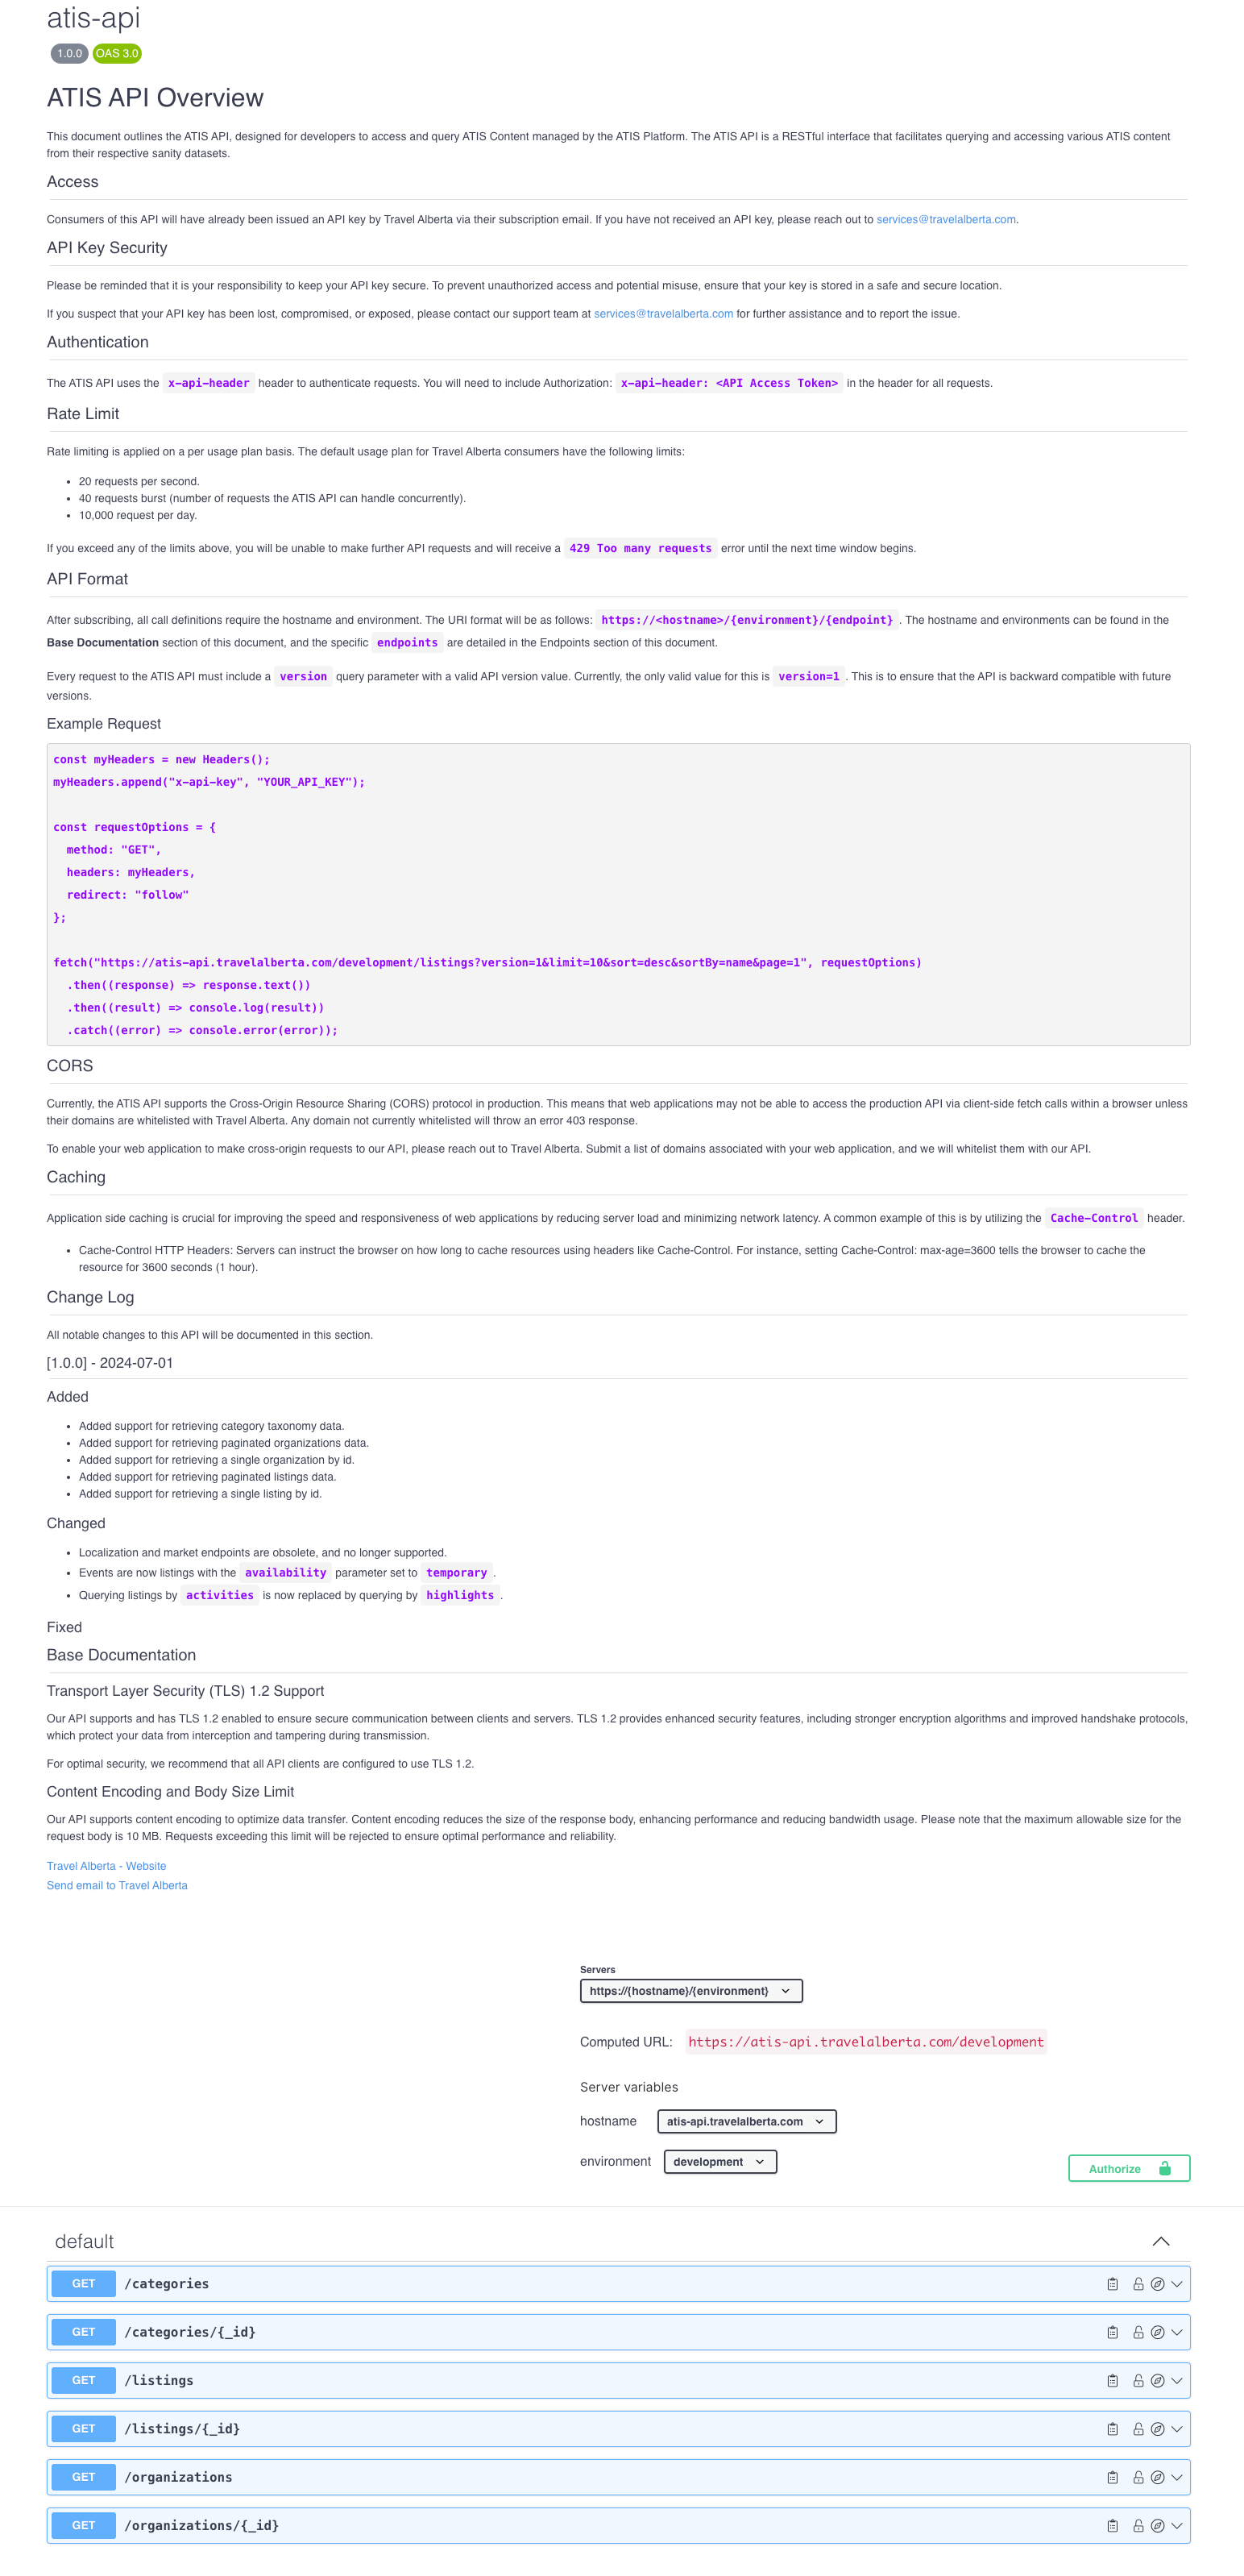 atis-api
1.0.0 OAS 3.0
ATIS API Overview
This document outlines the ATIS API, designed for developers to access and query ATIS Content managed by the ATIS Platform. The ATIS API is a RESTful interface that facilitates querying and accessing various ATIS content
from their respective sanity datasets.
Access
Consumers of this API will have already been issued an API key by Travel Alberta via their subscription email. If you have not received an API key, please reach out to services@travelalberta.com.
API Key Security
Please be reminded that it is your responsibility to keep your API key secure. To prevent unauthorized access and potential misuse, ensure that your key is stored in a safe and secure location.
If you suspect that your API key has been lost, compromised, or exposed, please contact our support team at services@travelalberta.com for further assistance and to report the issue.
Authentication
The ATIS API uses the x-api-header header to authenticate requests. You will need to include Authorization: x-api-header: <API Access Token> in the header for all requests.
Rate Limit
Rate limiting is applied on a per usage plan basis. The default usage plan for Travel Alberta consumers have the following limits:
• 20 requests per second.
• 40 requests burst (number of requests the ATIS API can handle concurrently).
• 10,000 request per day.
If you exceed any of the limits above, you will be unable to make further API requests and will receive a 429 Too many requests error until the next time window begins.
API Format
After subscribing, all call definitions require the hostname and environment. The URI format will be as follows: https://<hostname>/{environment}/{endpoint} . The hostname and environments can be found in the
Base Documentation section of this document, and the specific endpoints are detailed in the Endpoints section of this document.
Every request to the ATIS API must include a version query parameter with a valid API version value. Currently, the only valid value for this is version=1 . This is to ensure that the API is backward compatible with future
versions.
Example Request
const myHeaders = new Headers();
myHeaders.append("x-api-key", "YOUR_API_KEY");
const requestOptions = {
method: "GET",
headers: myHeaders,
redirect: "follow"
};
fetch("https://atis-api.travelalberta.com/development/listings?version=1&limit=10&sort=desc&sortBy=name&page=1", requestOptions)
.then((response) => response.text())
.then((result) => console.log(result))
.catch((error) => console.error(error));
CORS
Currently, the ATIS API supports the Cross-Origin Resource Sharing (CORS) protocol in production. This means that web applications may not be able to access the production API via client-side fetch calls within a browser unless
their domains are whitelisted with Travel Alberta. Any domain not currently whitelisted will throw an error 403 response.
To enable your web application to make cross-origin requests to our API, please reach out to Travel Alberta. Submit a list of domains associated with your web application, and we will whitelist them with our API.
Caching
Application side caching is crucial for improving the speed and responsiveness of web applications by reducing server load and minimizing network latency. A common example of this is by utilizing the Cache-Control header.
• Cache-Control HTTP Headers: Servers can instruct the browser on how long to cache resources using headers like Cache-Control. For instance, setting Cache-Control: max-age=3600 tells the browser to cache the
resource for 3600 seconds (1 hour).
Change Log
All notable changes to this API will be documented in this section.
[1.0.0] - 2024-07-01
Added
• Added support for retrieving category taxonomy data.
• Added support for retrieving paginated organizations data.
• Added support for retrieving a single organization by id.
• Added support for retrieving paginated listings data.
• Added support for retrieving a single listing by id.
Changed
• Localization and market endpoints are obsolete, and no longer supported.
• Events are now listings with the availability parameter set to temporary .
• Querying listings by activities is now replaced by querying by highlights .
Fixed
Base Documentation
Transport Layer Security (TLS) 1.2 Support
Our API supports and has TLS 1.2 enabled to ensure secure communication between clients and servers. TLS 1.2 provides enhanced security features, including stronger encryption algorithms and improved handshake protocols,
which protect your data from interception and tampering during transmission.
For optimal security, we recommend that all API clients are configured to use TLS 1.2.
Content Encoding and Body Size Limit
Our API supports content encoding to optimize data transfer. Content encoding reduces the size of the response body, enhancing performance and reducing bandwidth usage. Please note that the maximum allowable size for the
request body is 10 MB. Requests exceeding this limit will be rejected to ensure optimal performance and reliability.
Travel Alberta - Website
Send email to Travel Alberta
Servers
https://{hostname}/{environment}
Computed URL: https://atis-api.travelalberta.com/development
Server variables
hostname atis-api.travelalberta.com
environment development
Authorize
default
GET /categories
GET /categories/{_id}
GET /listings
GET /listings/{_id}
GET /organizations
GET /organizations/{_id}